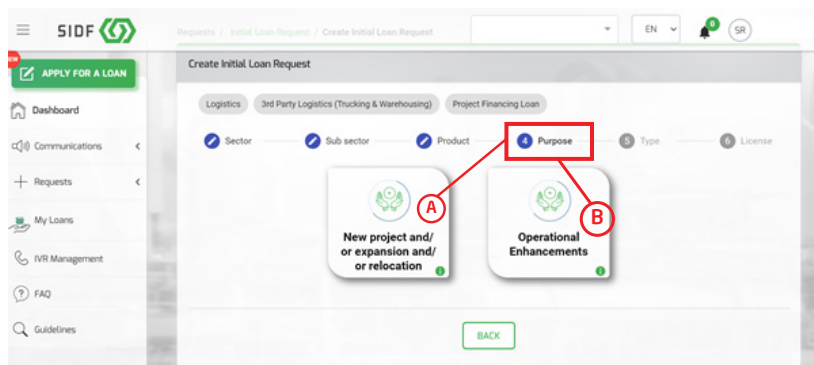 SIDF
Requests / Initial Loan Request / Create Initial Loan Request
EN
0
SR
NEW
APPLY FOR A LOAN
Create Initial Loan Request
Dashboard
Logistics
3rd Party Logistics (Trucking & Warehousing)
Project Financing Loan
Communications
Sector
Sub sector
Product
4 Purpose
5 Type
6 License
Requests
My Loans
A
B
New project and/
or expansion and/
or relocation
Operational
Enhancements
IVR Management
FAQ
Guidelines
BACK